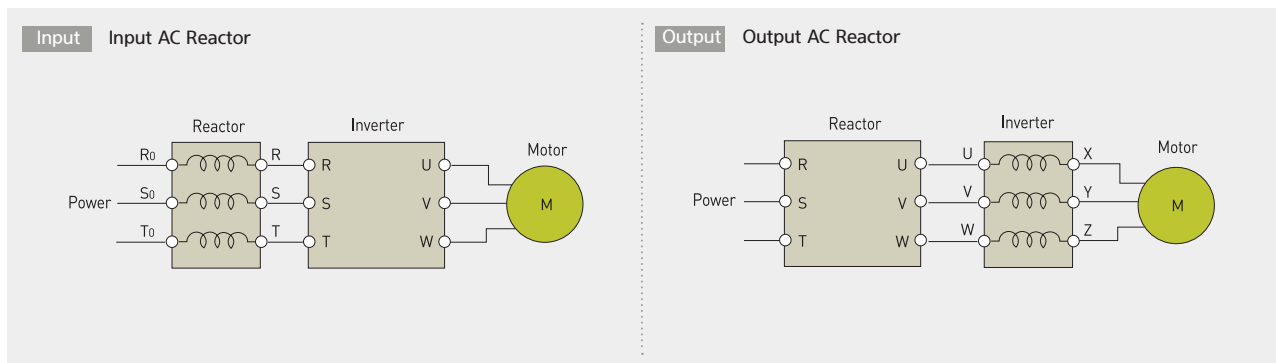 Input Input AC Reactor
Reactor Inverter
Motor
R0 R R U
Power S0 S S V M
T0 T T W
Output Output AC Reactor
Reactor Inverter
Motor
R U U X
Power S V V Y M
T W W Z